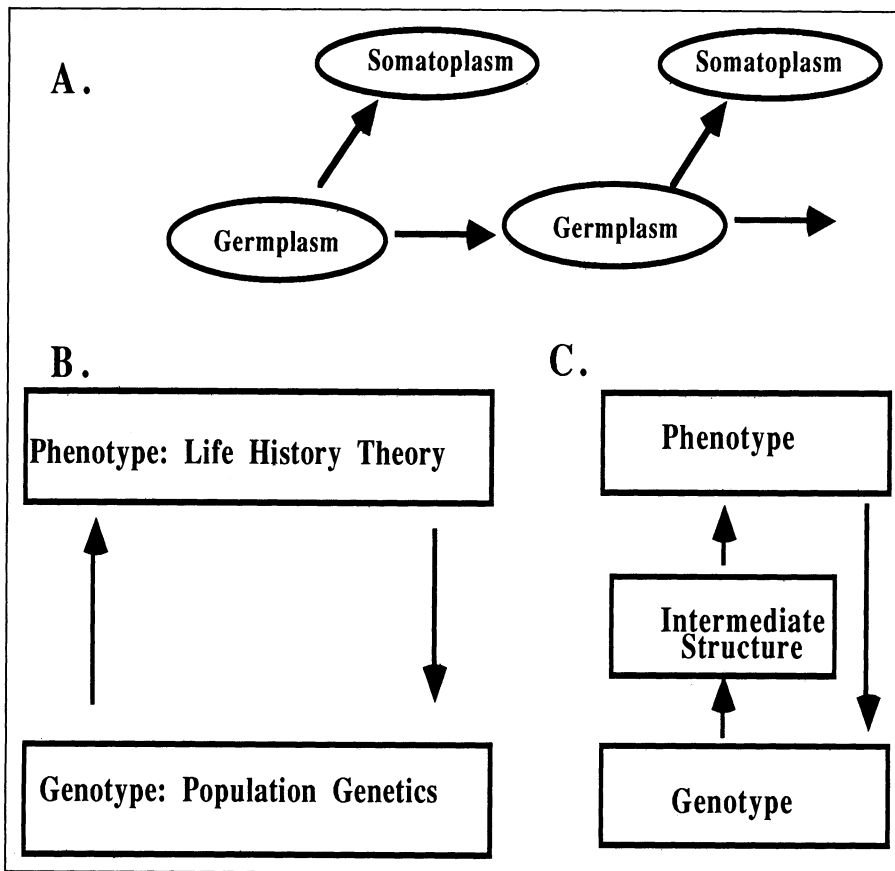 A.
Somatoplasm
Somatoplasm
Germplasm
Germplasm
B.
Phenotype: Life History Theory
Genotype: Population Genetics
C.
Phenotype
Intermediate
Structure
Genotype